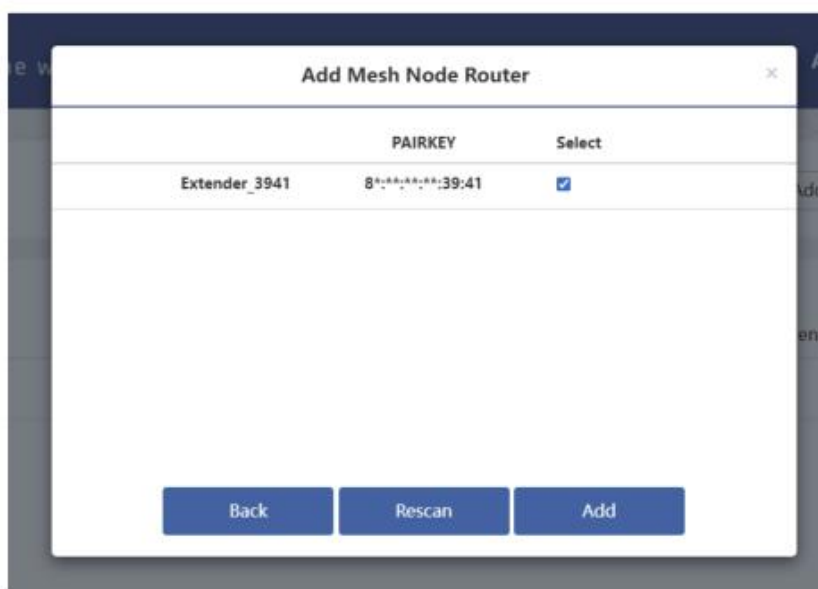 Add Mesh Node Router ×
PAIRKEY Select
Extender_3941 8*:**:**:**:39:41
Back Rescan Add